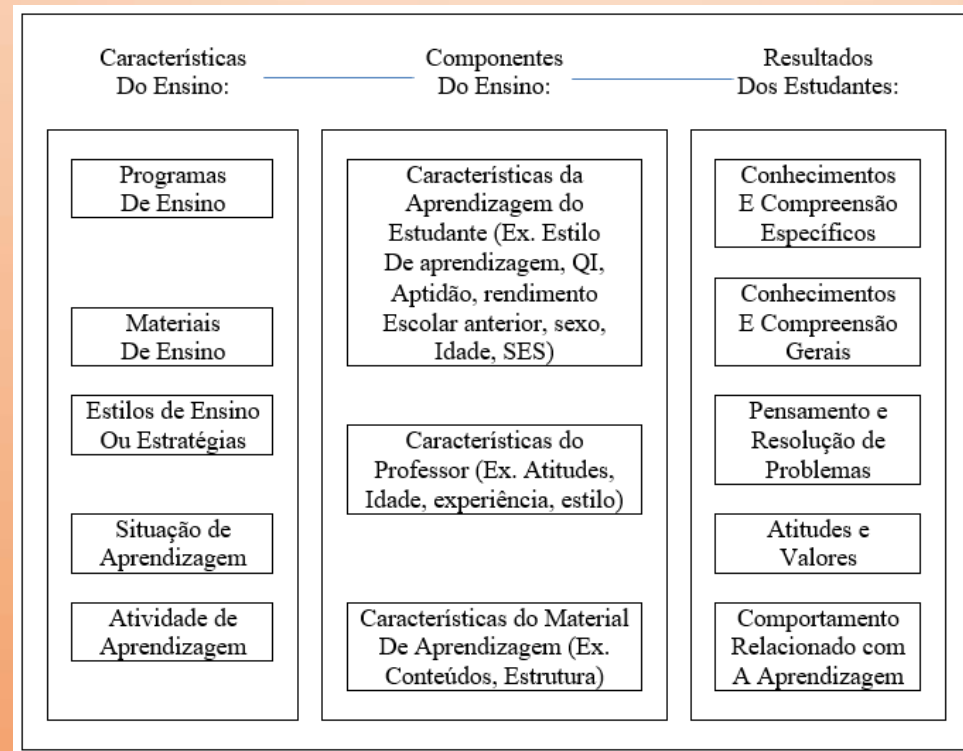 Características
Do Ensino:
Componentes
Do Ensino:
Resultados
Dos Estudantes:
Programas
De Ensino
Materiais
De Ensino
Estilos de Ensino
Ou Estratégias
Situação de
Aprendizagem
Atividade de
Aprendizagem
Características da
Aprendizagem do
Estudante (Ex. Estilo
De aprendizagem, QI,
Aptidão, rendimento
Escolar anterior, sexo,
Idade, SES)
Características do
Professor (Ex. Atitudes,
Idade, experiência, estilo)
Características do Material
De Aprendizagem (Ex.
Conteúdos, Estrutura)
Conhecimentos
E Compreensão
Específicos
Conhecimentos
E Compreensão
Gerais
Pensamento e
Resolução de
Problemas
Atitudes e
Valores
Comportamento
Relacionado com
A Aprendizagem